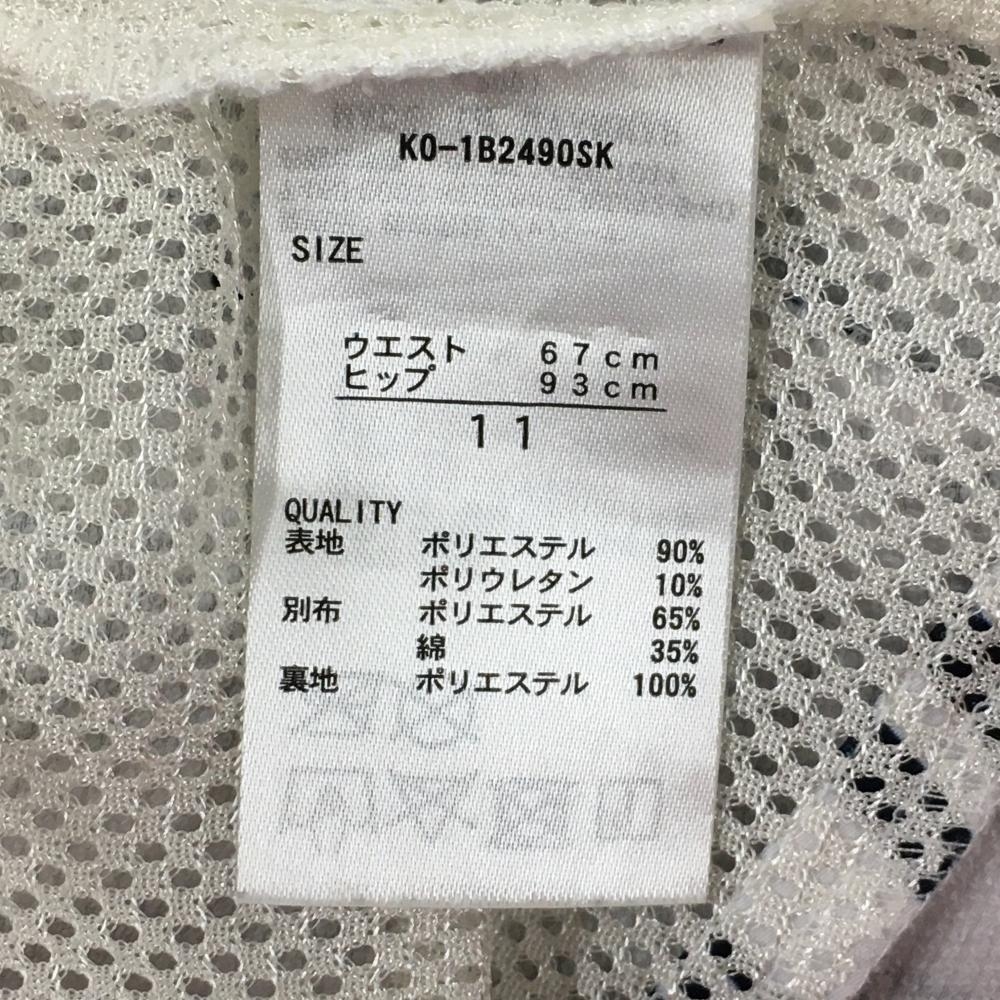 KO-1B2490SK
SIZE
ウエスト 67cm
ヒップ 93cm
11
QUALITY
表地 ポリエステル 90%
ポリウレタン 10%
別布 ポリエステル 65%
綿 35%
裏地 ポリエステル 100%